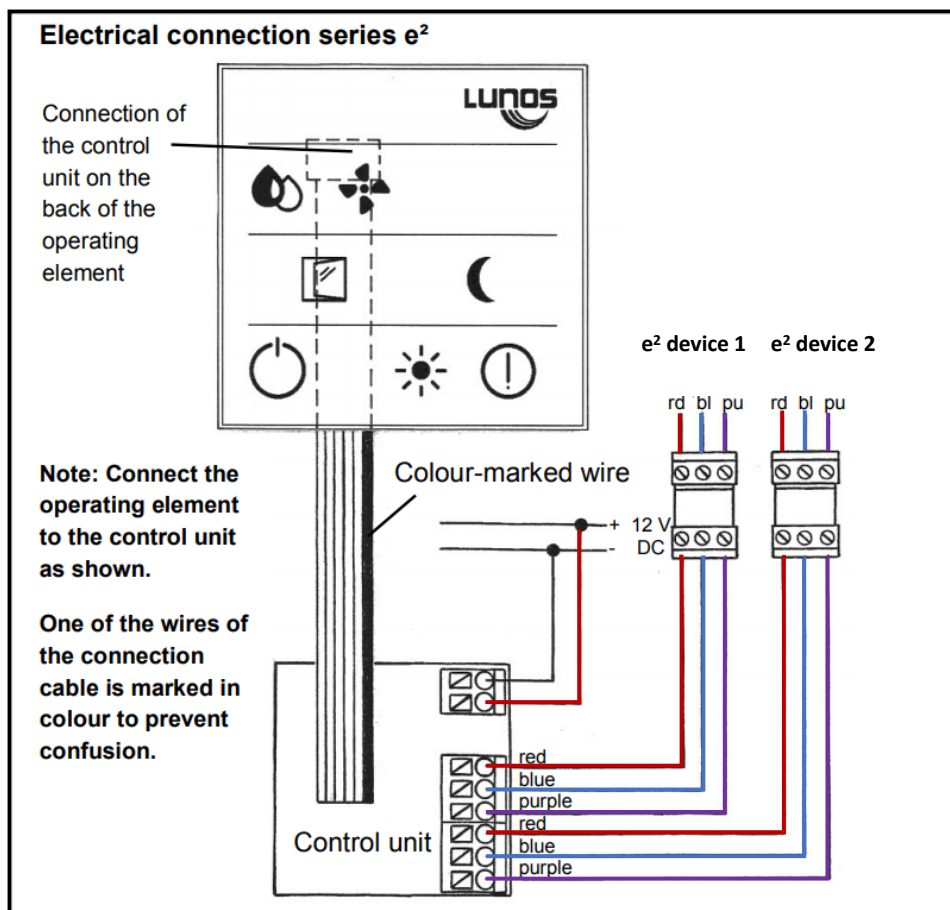 Electrical connection series e²
LUNOS
Connection of
the control
unit on the
back of the
operating
element
e² device 1 e² device 2
rd bl pu rd bl pu
Note: Connect the
operating element
to the control unit
as shown.
Colour-marked wire
+ 12 V
- DC
One of the wires of
the connection
cable is marked in
colour to prevent
confusion.
red
blue
purple
red
blue
purple
Control unit